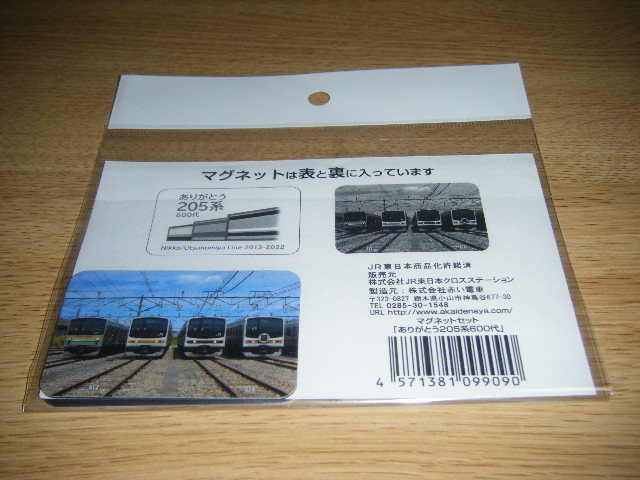 マグネットは表と裏に入っています
ありがとう
205系
600代
Nikko/Utsunomiya Line 2013-2022
JR東日本商品化許諾済
販売元
株式会社JR東日本クロスステーション
製造元：株式会社赤い電車
〒323-0827 栃木県小山市神鳥谷677-30
TEL 0285-30-1548
URL http://www.akaidensya.com/
マグネットセット
「ありがとう205系600代」
4 571381 099090